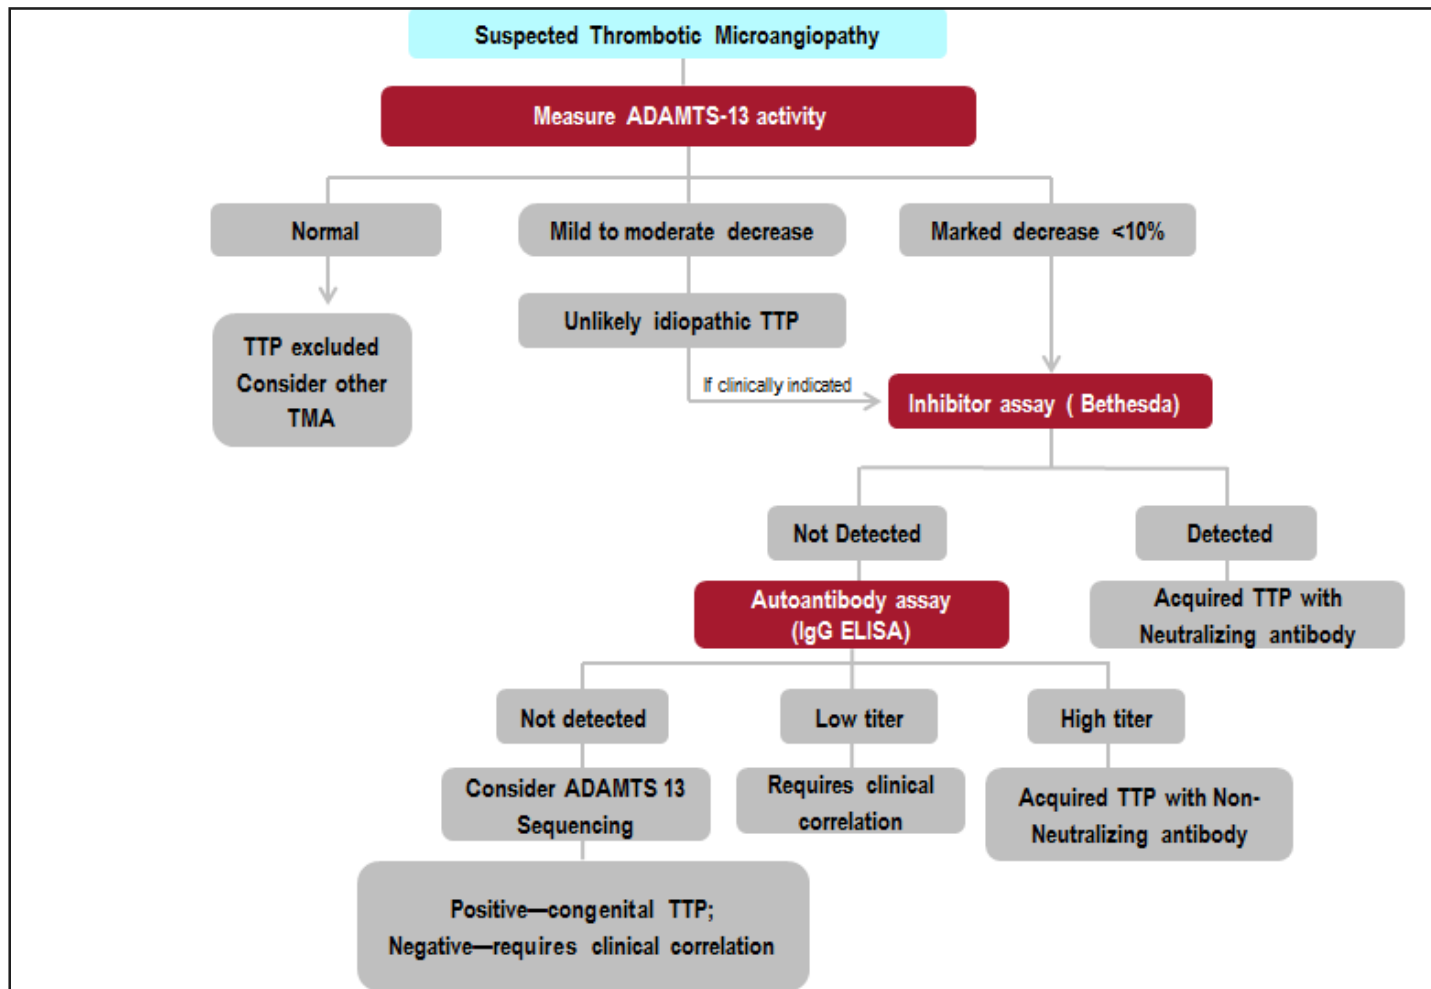 Suspected Thrombotic Microangiopathy
Measure ADAMTS-13 activity
Normal
Mild to moderate decrease
Marked decrease <10%
TTP excluded
Consider other
TMA
Unlikely idiopathic TTP
If clinically indicated
Inhibitor assay ( Bethesda)
Not Detected
Detected
Autoantibody assay
(IgG ELISA)
Acquired TTP with
Neutralizing antibody
Not detected
Low titer
High titer
Consider ADAMTS 13
Sequencing
Requires clinical
correlation
Acquired TTP with Non-
Neutralizing antibody
Positive—congenital TTP;
Negative—requires clinical correlation